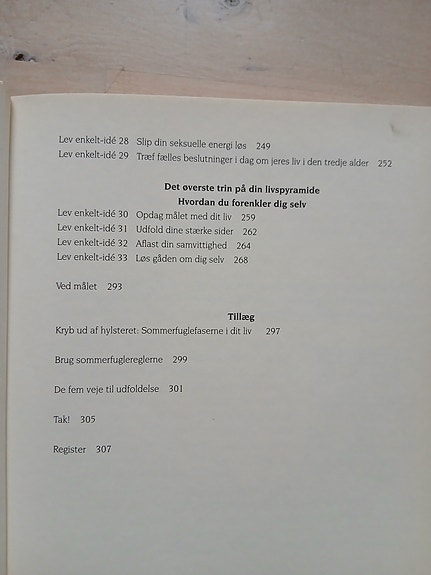 Lev enkelt-idé 28 Slip din seksuelle energi løs 249
Lev enkelt-idé 29 Træf fælles beslutninger i dag om jeres liv i den tredje alder 252
Det øverste trin på din livspyramide
Hvordan du forenkler dig selv
Lev enkelt-idé 30 Opdag målet med dit liv 259
Lev enkelt-idé 31 Udfold dine stærke sider 262
Lev enkelt-idé 32 Aflast din samvittighed 264
Lev enkelt-idé 33 Løs gåden om dig selv 268
Ved målet 293
Tillæg
Kryb ud af hylsteret: Sommerfuglefaserne i dit liv 297
Brug sommerfuglereglerne 299
De fem veje til udfoldelse 301
Tak! 305
Register 307